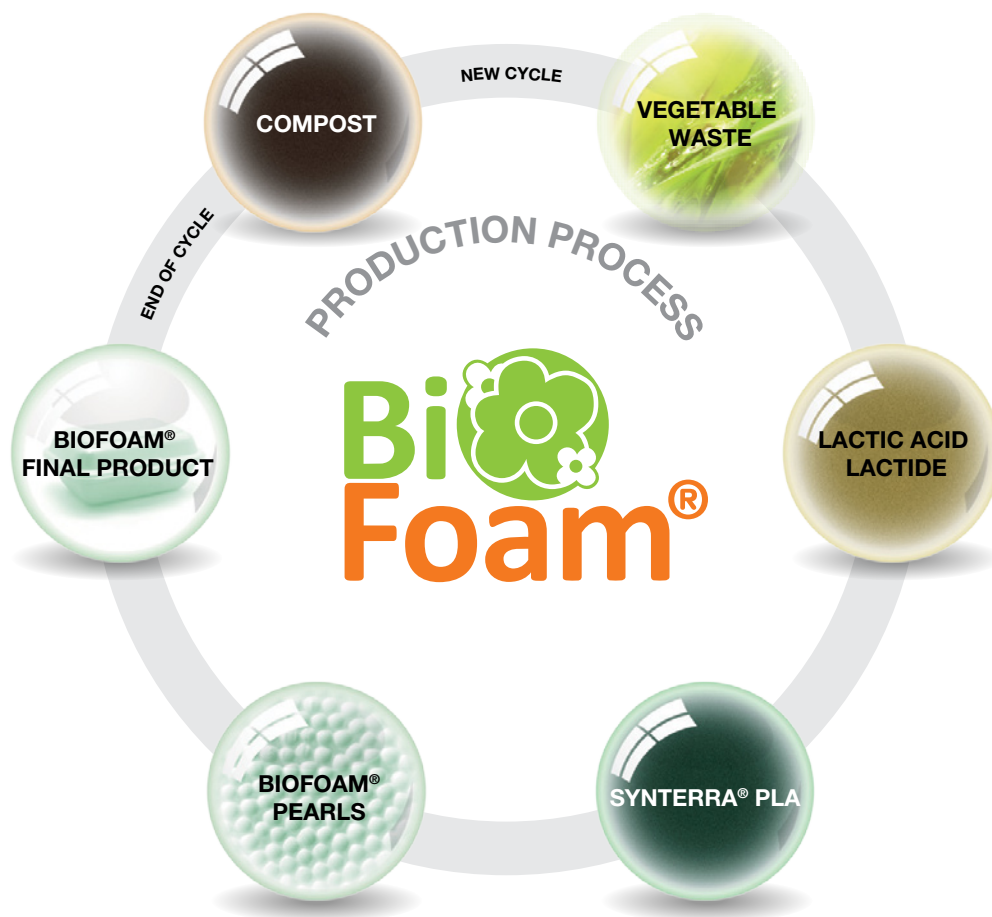 NEW CYCLE
COMPOST
VEGETABLE
WASTE
END OF CYCLE
PRODUCTION PROCESS
BIOFOAM®
FINAL PRODUCT
Bio
Foam®
LACTIC ACID
LACTIDE
BIOFOAM®
PEARLS
SYNTERRA® PLA